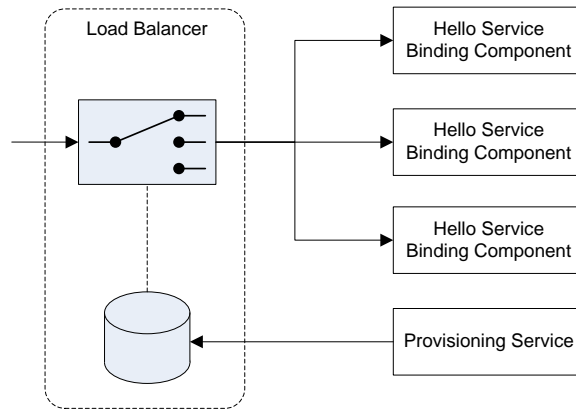 Load Balancer
Hello Service
Binding Component
Hello Service
Binding Component
Hello Service
Binding Component
Provisioning Service